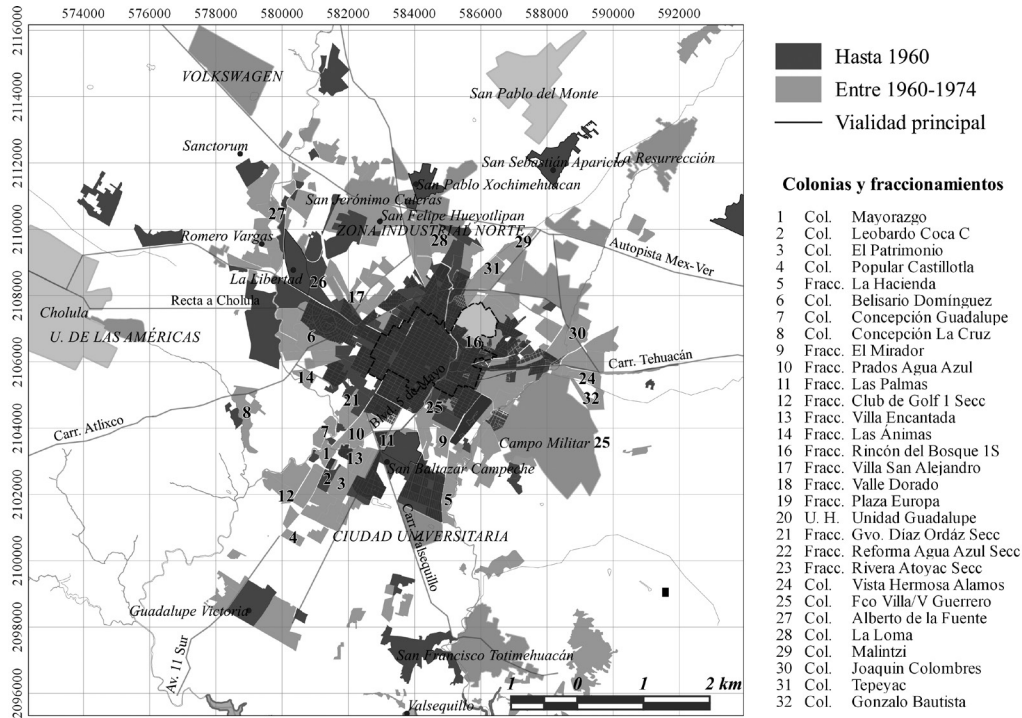 574000 576000 578000 580000 582000 584000 586000 588000 590000 592000
2116000
2114000
2112000
2110000
2108000
2106000
2104000
2102000
2100000
2098000
2096000
VOLKSWAGEN
San Pablo del Monte
Sanctorum
San Sebastián Aparicio
La Resurrección
San Pablo Xochimehuacan
San Jerónimo Caleras
27
San Felipe Hueyotlipan
ZONA INDUSTRIAL NORTE
Romero Vargas
28
29
Autopista Mex-Ver
31
La Libertad
26
17
Recta a Cholula
Cholula
U. DE LAS AMÉRICAS
6
16
30
Carr. Tehuacán
14
24
32
21
Blvd. 5 de Mayo
25
8
Carr. Atlixco
7
10
11
9
Campo Militar 25
1
13
San Baltazar Campeche
2
3
12
5
4
CIUDAD UNIVERSITARIA
Carr. Valsequillo
Guadalupe Victoria
Av. 11 Sur
San Francisco Totimehuacán
1 0 1 2 km
Valsequillo
Hasta 1960
Entre 1960-1974
Vialidad principal
Colonias y fraccionamientos
1 Col. Mayorazgo
2 Col. Leobardo Coca C
3 Col. El Patrimonio
4 Col. Popular Castillotla
5 Fracc. La Hacienda
6 Col. Belisario Domínguez
7 Col. Concepción Guadalupe
8 Col. Concepción La Cruz
9 Fracc. El Mirador
10 Fracc. Prados Agua Azul
11 Fracc. Las Palmas
12 Fracc. Club de Golf 1 Secc
13 Fracc. Villa Encantada
14 Fracc. Las Ánimas
16 Fracc. Rincón del Bosque 1S
17 Fracc. Villa San Alejandro
18 Fracc. Valle Dorado
19 Fracc. Plaza Europa
20 U. H. Unidad Guadalupe
21 Fracc. Gvo. Díaz Ordáz Secc
22 Fracc. Reforma Agua Azul Secc
23 Fracc. Rivera Atoyac Secc
24 Col. Vista Hermosa Alamos
25 Col. Fco Villa/V Guerrero
27 Col. Alberto de la Fuente
28 Col. La Loma
29 Col. Malintzi
30 Col. Joaquin Colombres
31 Col. Tepeyac
32 Col. Gonzalo Bautista